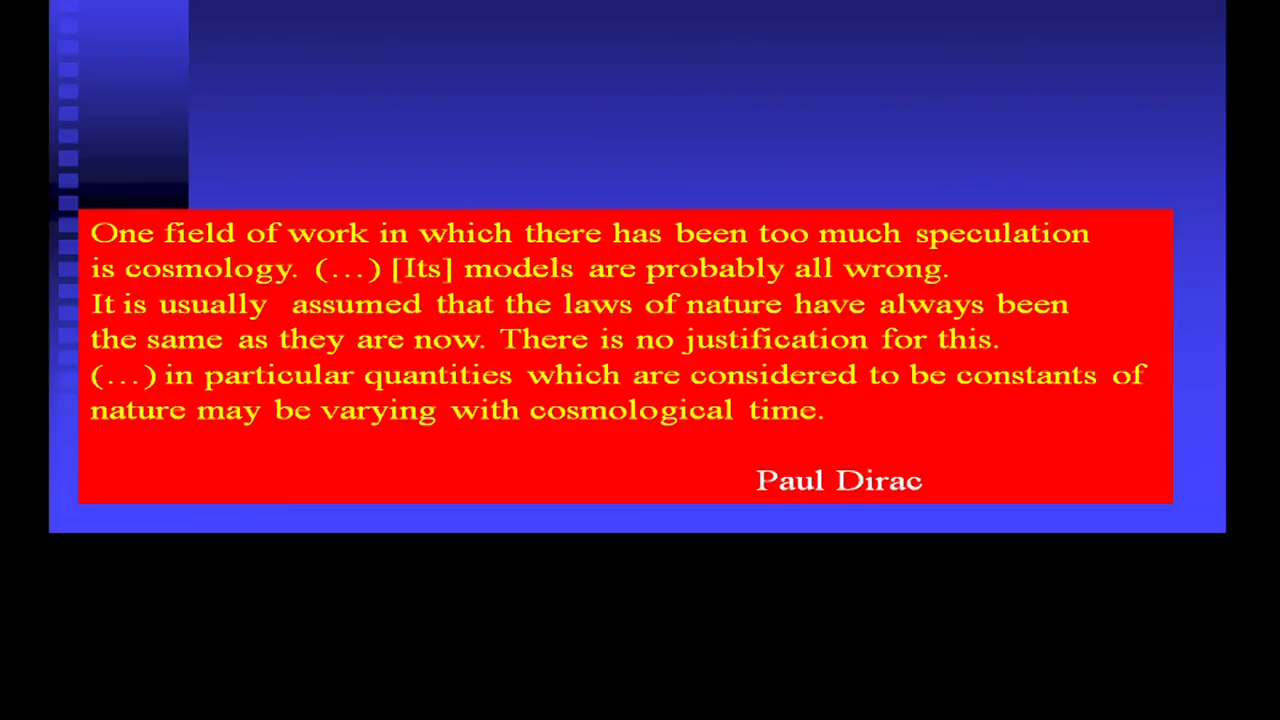 One field of work in which there has been too much speculation
is cosmology. (…) [Its] models are probably all wrong.
It is usually assumed that the laws of nature have always been
the same as they are now. There is no justification for this.
(…) in particular quantities which are considered to be constants of
nature may be varying with cosmological time.
Paul Dirac